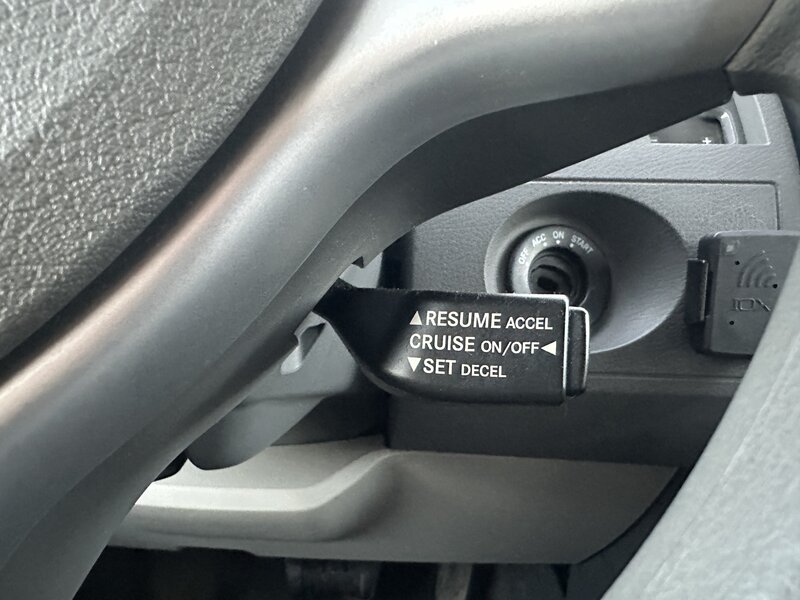 OFF ACC ON START
▲RESUME ACCEL
CRUISE ON/OFF◄
▼SET DECEL